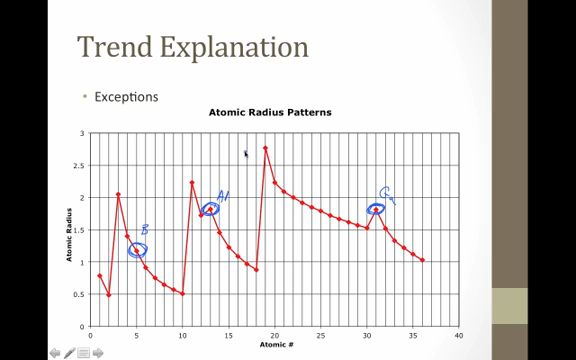 Trend Explanation
• Exceptions
Atomic Radius Patterns
Atomic Radius
3
2.5
2
1.5
1
0.5
0
B
Al
Ga
0 5 10 15 20 25 30 35 40
Atomic #